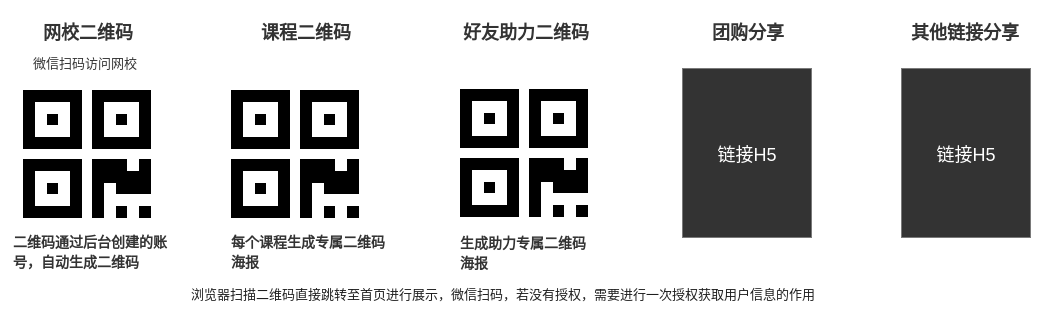 网校二维码
微信扫码访问网校
二维码通过后台创建的账
号，自动生成二维码
课程二维码
每个课程生成专属二维码
海报
好友助力二维码
生成助力专属二维码
海报
团购分享
链接H5
其他链接分享
链接H5
浏览器扫描二维码直接跳转至首页进行展示，微信扫码，若没有授权，需要进行一次授权获取用户信息的作用